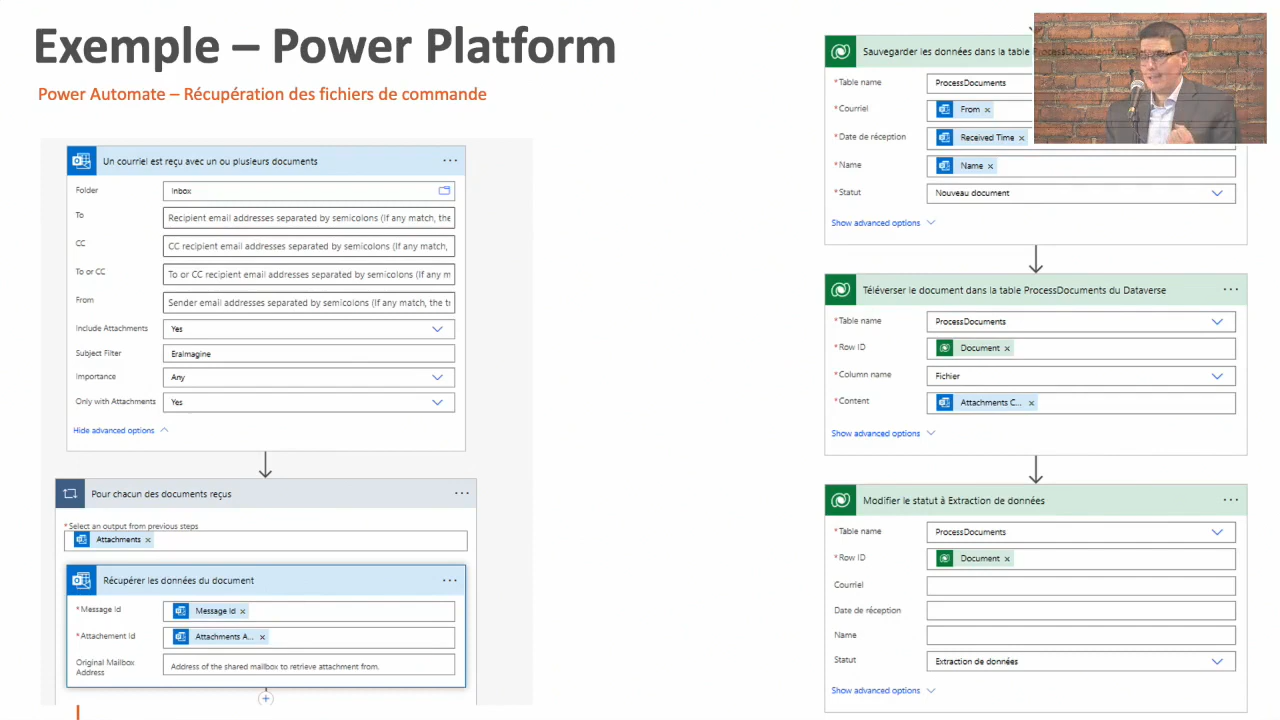 Exemple – Power Platform
Power Automate – Récupération des fichiers de commande
Un courriel est reçu avec un ou plusieurs documents
Folder
Inbox
To
Recipient email addresses separated by semicolons (If any match, the
CC
CC recipient email addresses separated by semicolons (If any match,
To or CC
To or CC recipient email addresses separated by semicolons (If any m
From
Sender email addresses separated by semicolons (If any match, the tr
Include Attachments
Yes
Subject Filter
EraImagine
Importance
Any
Only with Attachments
Yes
Hide advanced options
Pour chacun des documents reçus
*Select an output from previous steps
Attachments ×
Récupérer les données du document
*Message Id
Message Id ×
*Attachement Id
Attachments A... ×
Original Mailbox
Address
Address of the shared mailbox to retrieve attachment from.
Sauvegarder les données dans la table ProcessDocuments du Dataverse
*Table name
ProcessDocuments
*Courriel
From ×
*Date de réception
Received Time ×
*Name
Name ×
*Statut
Nouveau document
Show advanced options
Téléverser le document dans la table ProcessDocuments du Dataverse
*Table name
ProcessDocuments
*Row ID
Document ×
*Column name
Fichier
*Content
Attachments C... ×
Show advanced options
Modifier le statut à Extraction de données
*Table name
ProcessDocuments
*Row ID
Document ×
Courriel
Date de réception
Name
Statut
Extraction de données
Show advanced options